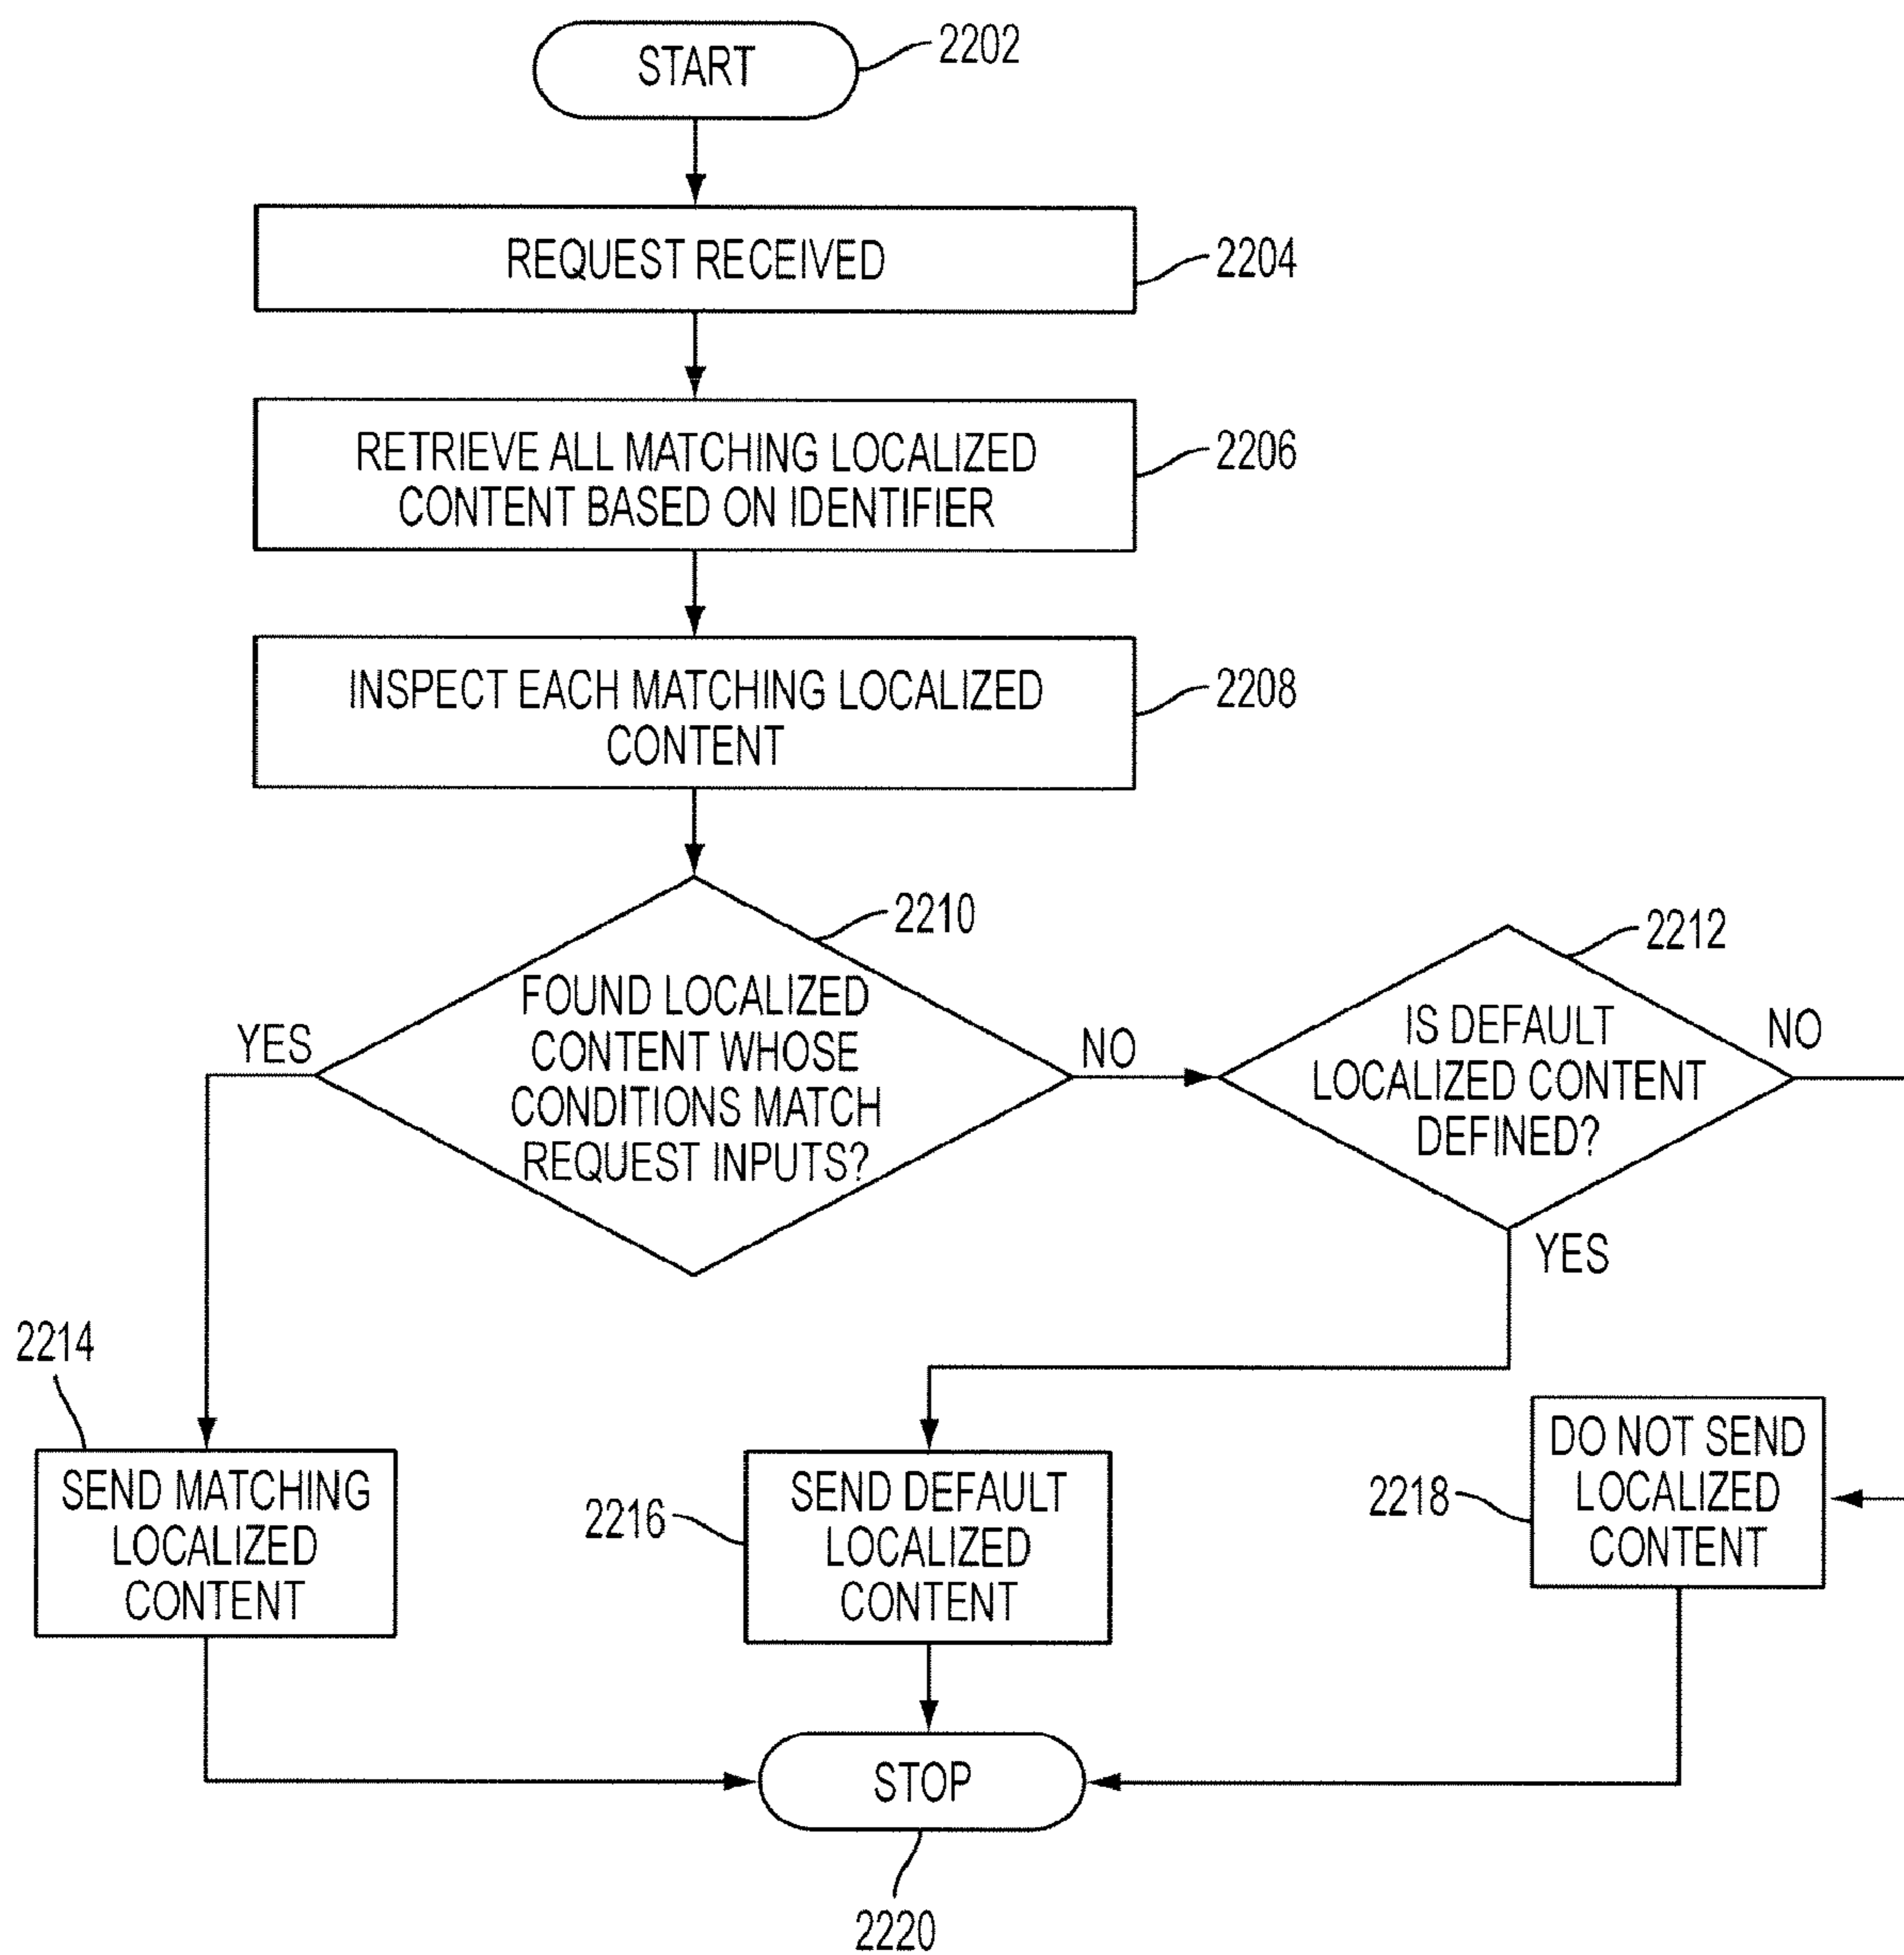 START
2202
REQUEST RECEIVED
2204
RETRIEVE ALL MATCHING LOCALIZED
CONTENT BASED ON IDENTIFIER
2206
INSPECT EACH MATCHING LOCALIZED
CONTENT
2208
2210
FOUND LOCALIZED
CONTENT WHOSE
CONDITIONS MATCH
REQUEST INPUTS?
YES
NO
2212
IS DEFAULT
LOCALIZED CONTENT
DEFINED?
NO
YES
2214
SEND MATCHING
LOCALIZED
CONTENT
2216
SEND DEFAULT
LOCALIZED
CONTENT
2218
DO NOT SEND
LOCALIZED
CONTENT
STOP
2220